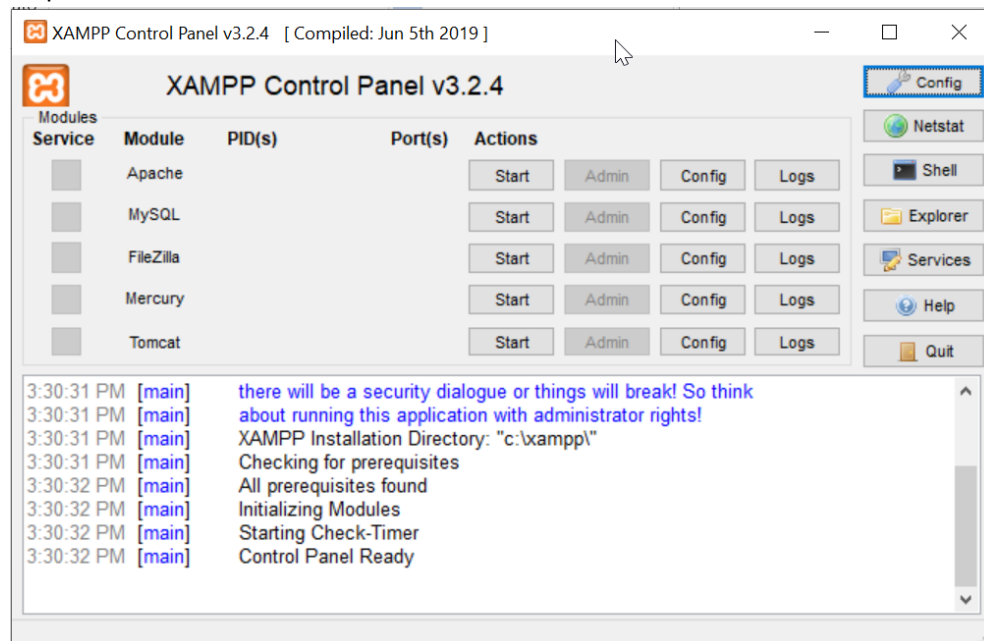 XAMPP Control Panel v3.2.4 [ Compiled: Jun 5th 2019 ]
XAMPP Control Panel v3.2.4
Config
Modules
Service Module PID(s) Port(s) Actions
Netstat
Apache Start Admin Config Logs
Shell
MySQL Start Admin Config Logs
Explorer
FileZilla Start Admin Config Logs
Services
Mercury Start Admin Config Logs
Help
Tomcat Start Admin Config Logs
Quit
3:30:31 PM [main] there will be a security dialogue or things will break! So think
3:30:31 PM [main] about running this application with administrator rights!
3:30:31 PM [main] XAMPP Installation Directory: "c:\xampp\"
3:30:31 PM [main] Checking for prerequisites
3:30:32 PM [main] All prerequisites found
3:30:32 PM [main] Initializing Modules
3:30:32 PM [main] Starting Check-Timer
3:30:32 PM [main] Control Panel Ready